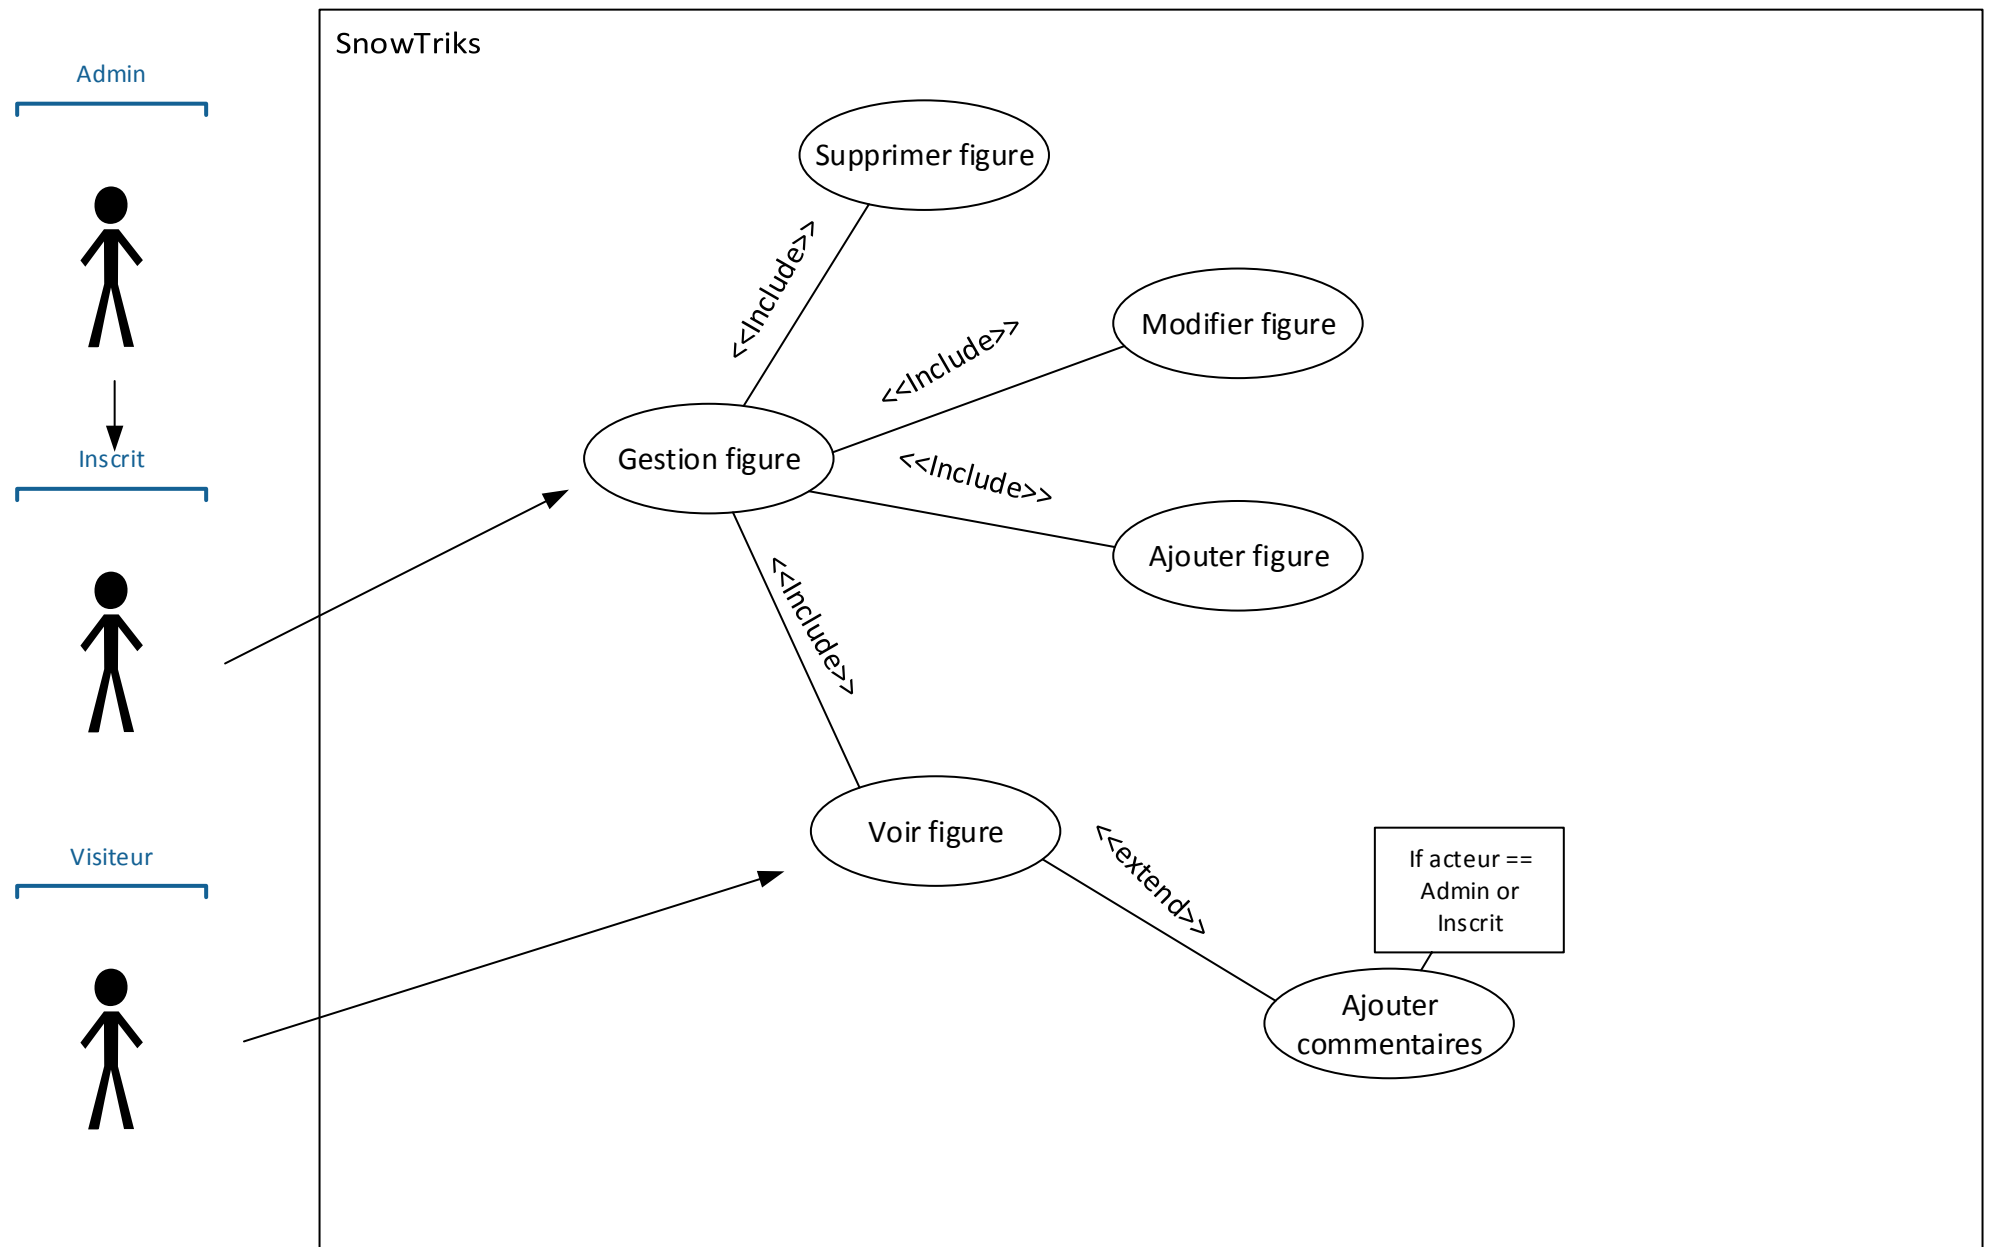 SnowTriks
Admin
Supprimer figure
<<Include>>
Modifier figure
<<Include>>
Inscrit
Gestion figure
<<Include>>
Ajouter figure
<<Include>>
Visiteur
Voir figure
<<extend>>
If acteur ==
Admin or
Inscrit
Ajouter
commentaires